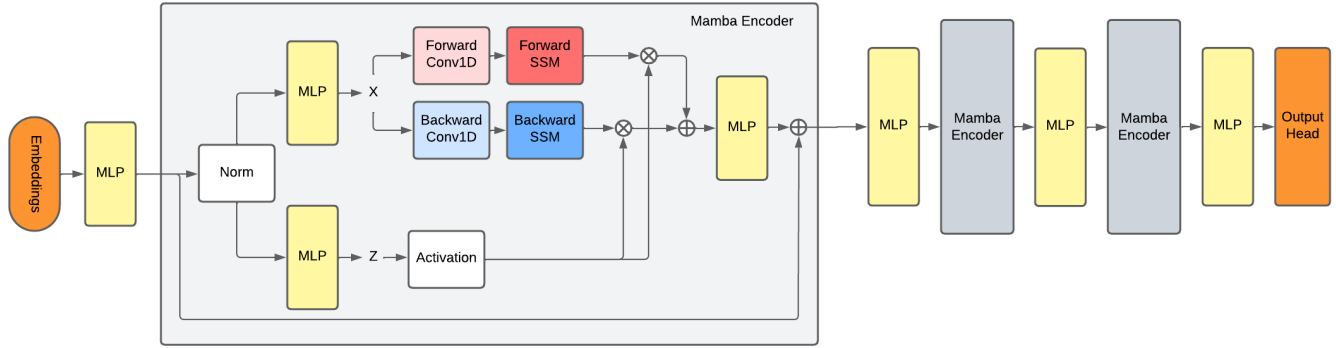 Mamba Encoder
Embeddings
MLP
Norm
MLP
X
Forward
Conv1D
Forward
SSM
Backward
Conv1D
Backward
SSM
MLP
Z
Activation
MLP
MLP
Mamba
Encoder
MLP
Mamba
Encoder
MLP
Output
Head